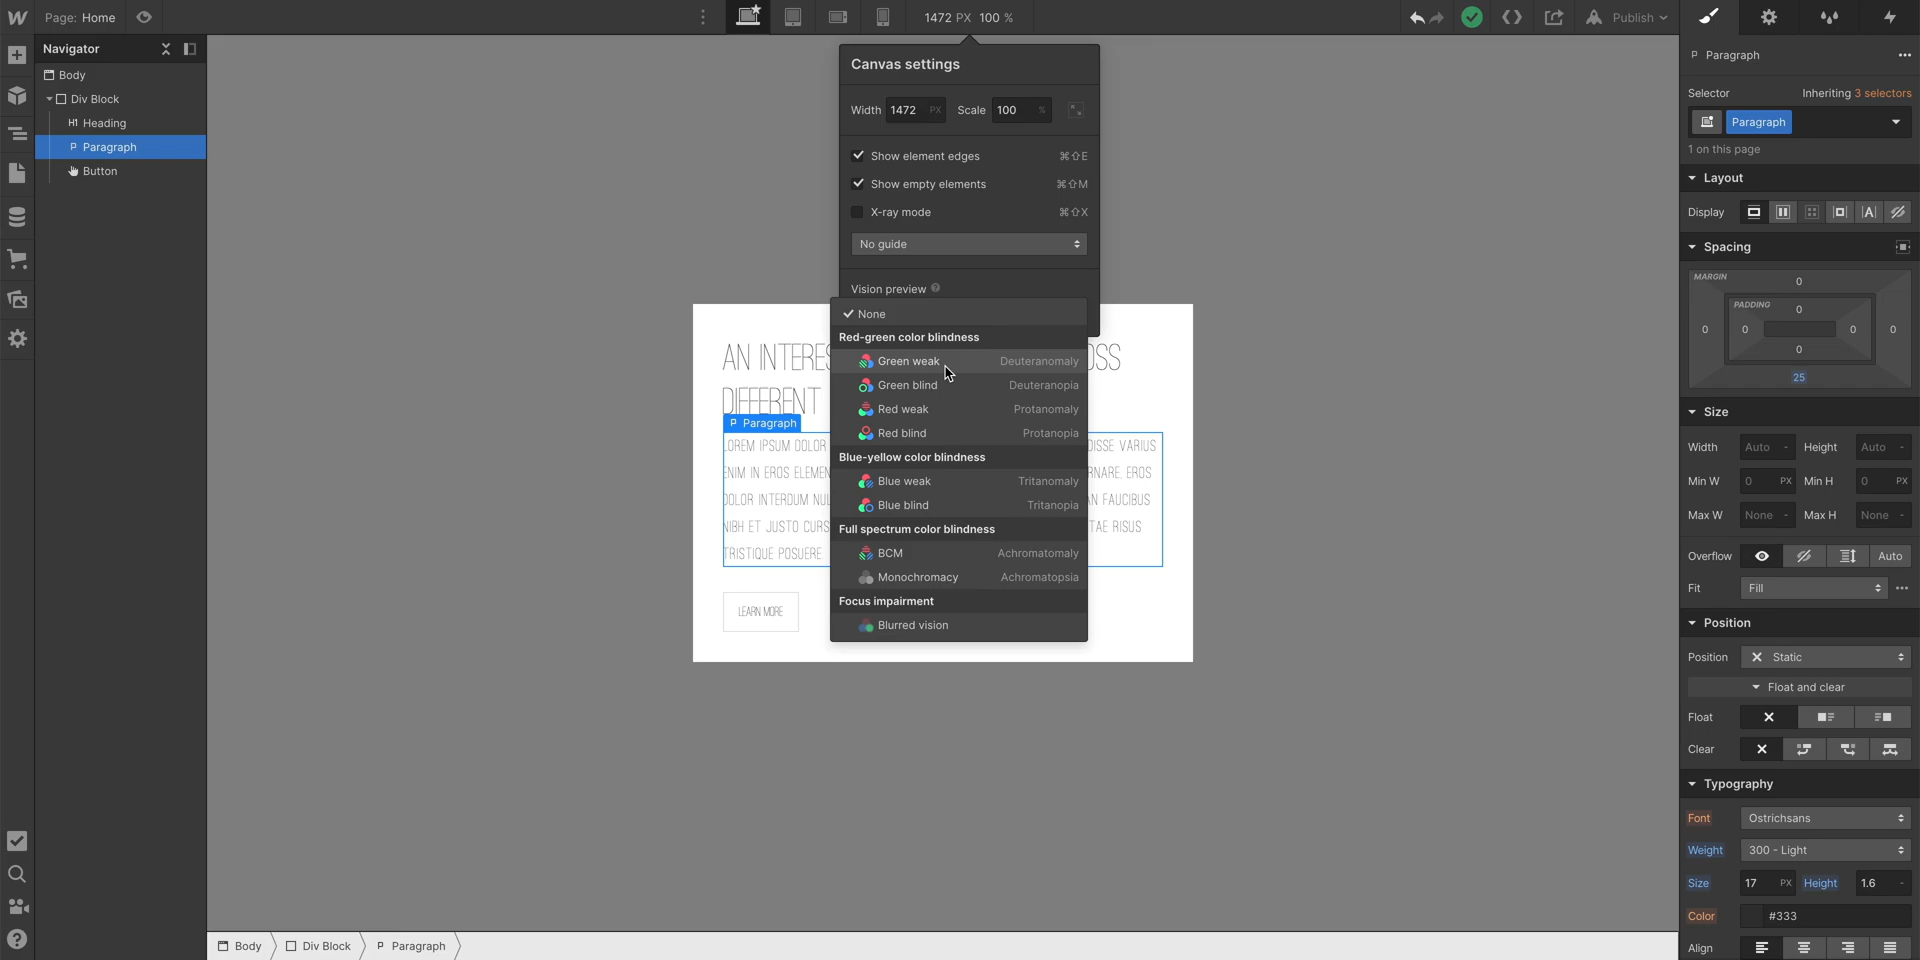 Page: Home
1472 PX 100 %
Publish
Navigator
Body
Div Block
H1 Heading
P Paragraph
Button
Canvas settings
Width 1472 PX Scale 100 %
Show element edges ⌘⇧E
Show empty elements ⌘⇧M
X-ray mode ⌘⇧X
No guide
Vision preview ?
None
Red-green color blindness
Green weak Deuteranomaly
Green blind Deuteranopia
Red weak Protanomaly
Red blind Protanopia
Blue-yellow color blindness
Blue weak Tritanomaly
Blue blind Tritanopia
Full spectrum color blindness
BCM Achromatomaly
Monochromacy Achromatopsia
Focus impairment
Blurred vision
AN INTERES OSS
DIFFERENT
P Paragraph
LOREM IPSUM DOLOR DISSE VARIUS
ENIM IN EROS ELEMEN RNARE, EROS
DOLOR INTERDUM NUL AN FAUCIBUS
NIBH ET JUSTO CURS TAE RISUS
TRISTIQUE POSUERE.
LEARN MORE
P Paragraph
Selector Inheriting 3 selectors
Paragraph
1 on this page
Layout
Display
Spacing
MARGIN
0
PADDING
0
0 0 0 0
0
25
Size
Width Auto - Height Auto -
Min W 0 PX Min H 0 PX
Max W None - Max H None -
Overflow Auto
Fit Fill
Position
Position Static
Float and clear
Float
Clear
Typography
Font Ostrichsans
Weight 300 - Light
Size 17 PX Height 1.6 -
Color #333
Align
Body Div Block P Paragraph